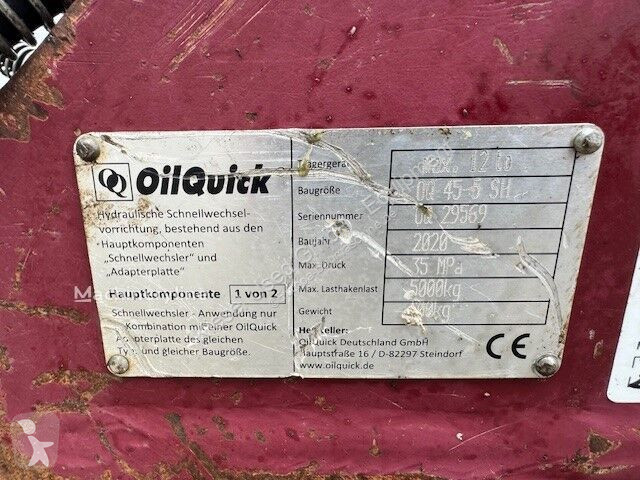 OilQuick
Hydraulische Schnellwechsel-
vorrichtung, bestehend aus den
Hauptkomponenten
„Schnellwechsler" und
„Adapterplatte"
Hauptkomponente 1 von 2
Schnellwechsler - Anwendung nur
in Kombination mit einer OilQuick
Adapterplatte des gleichen
Typ und gleicher Baugröße.
Trägergerät max. 12 to
Baugröße OQ 45-5 SH
Seriennummer 29569
Baujahr 2020
Max. Druck 35 MPa
Max. Lasthakenlast 5000kg
Gewicht
Hersteller:
OilQuick Deutschland GmbH
Hauptstraße 16 / D-82297 Steindorf
www.oilquick.de
CE